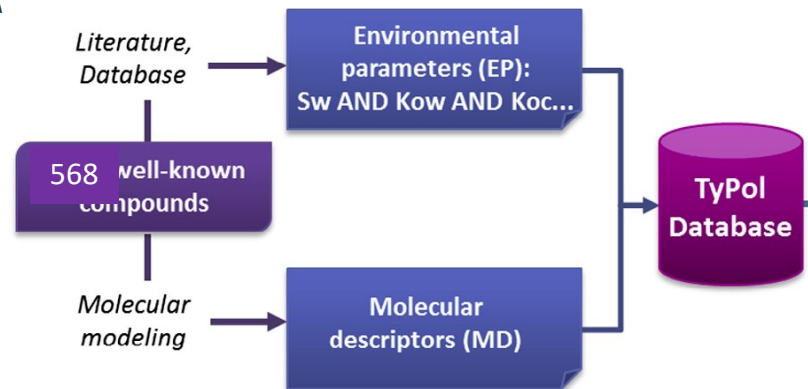 Literature,
Database
Environmental
parameters (EP):
Sw AND Kow AND Koc...
568 well-known
compounds
TyPol
Database
Molecular
modeling
Molecular
descriptors (MD)